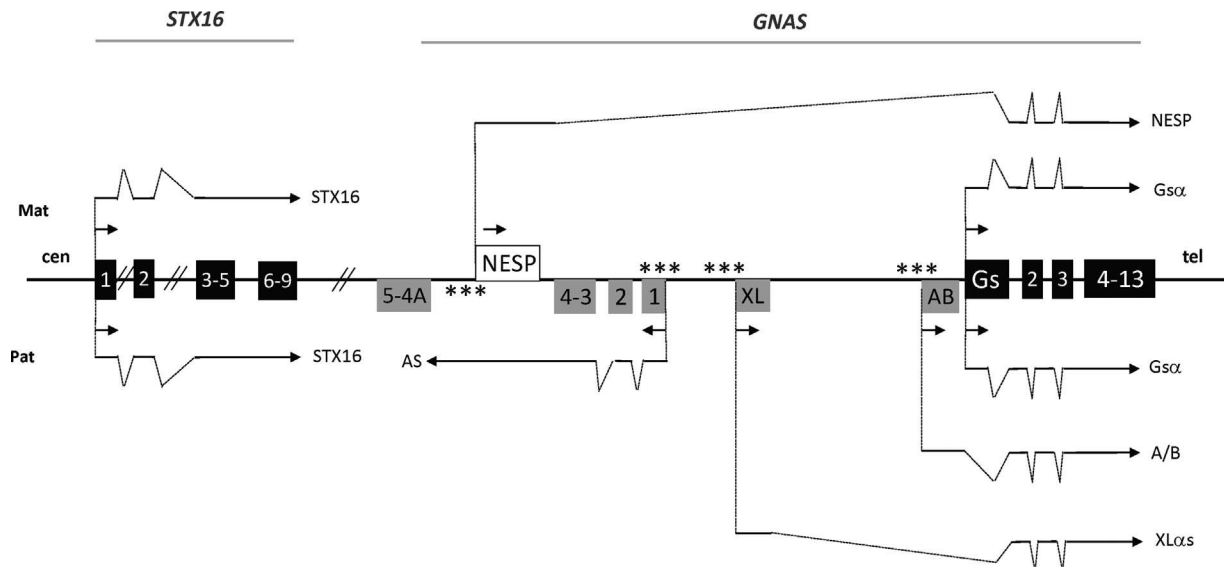 STX16 GNAS
NESP
STX16 Gsα
Mat
cen NESP *** *** *** tel
1 2 3-5 6-9 Gs 2 3 4-13
5-4A *** 4-3 2 1 XL AB
Pat STX16 AS Gsα
A/B
XLαs